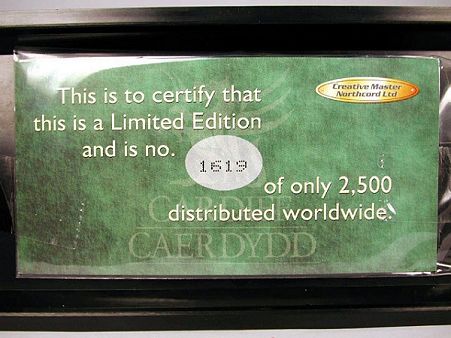 Creative Master
Northcord Ltd
This is to certify that
this is a Limited Edition
and is no.
1619
of only 2,500
distributed worldwide.
CARDIFF
CAERDYDD